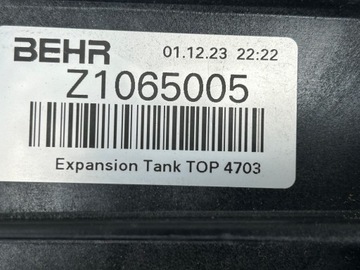 BEHR 01.12.23 22:22
Z1065005
Expansion Tank TOP 4703